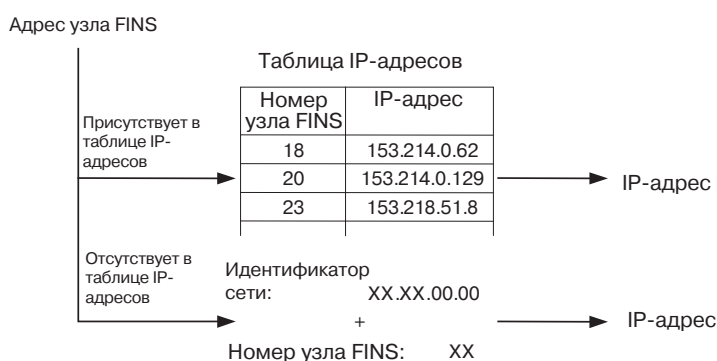 Адрес узла FINS
Таблица IP-адресов
Номер узла FINS IP-адрес
18 153.214.0.62
20 153.214.0.129
23 153.218.51.8
Присутствует в
таблице IP-
адресов
IP-адрес
Отсутствует в
таблице IP-
адресов
Идентификатор
сети: XX.XX.00.00
+
Номер узла FINS: XX
IP-адрес